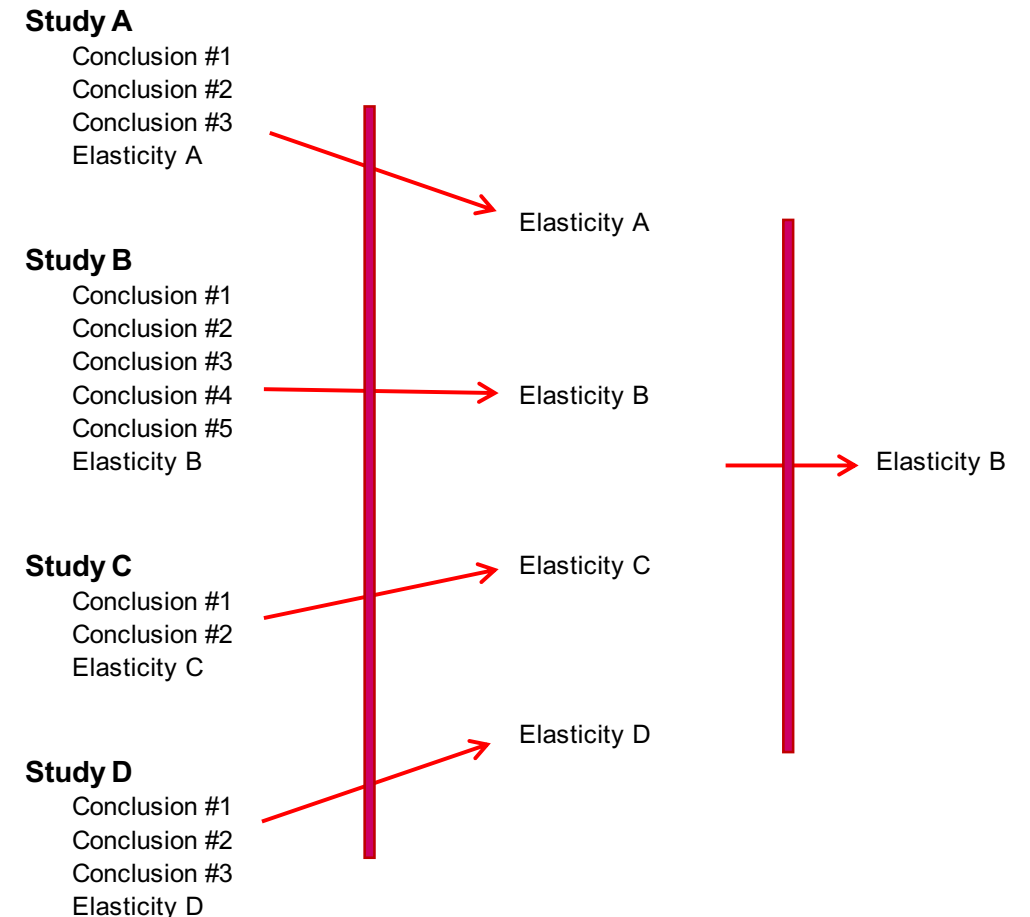 Study A
Conclusion #1
Conclusion #2
Conclusion #3
Elasticity A
Study B
Conclusion #1
Conclusion #2
Conclusion #3
Conclusion #4
Conclusion #5
Elasticity B
Study C
Conclusion #1
Conclusion #2
Elasticity C
Study D
Conclusion #1
Conclusion #2
Conclusion #3
Elasticity D
Elasticity A
Elasticity B
Elasticity C
Elasticity D
Elasticity B